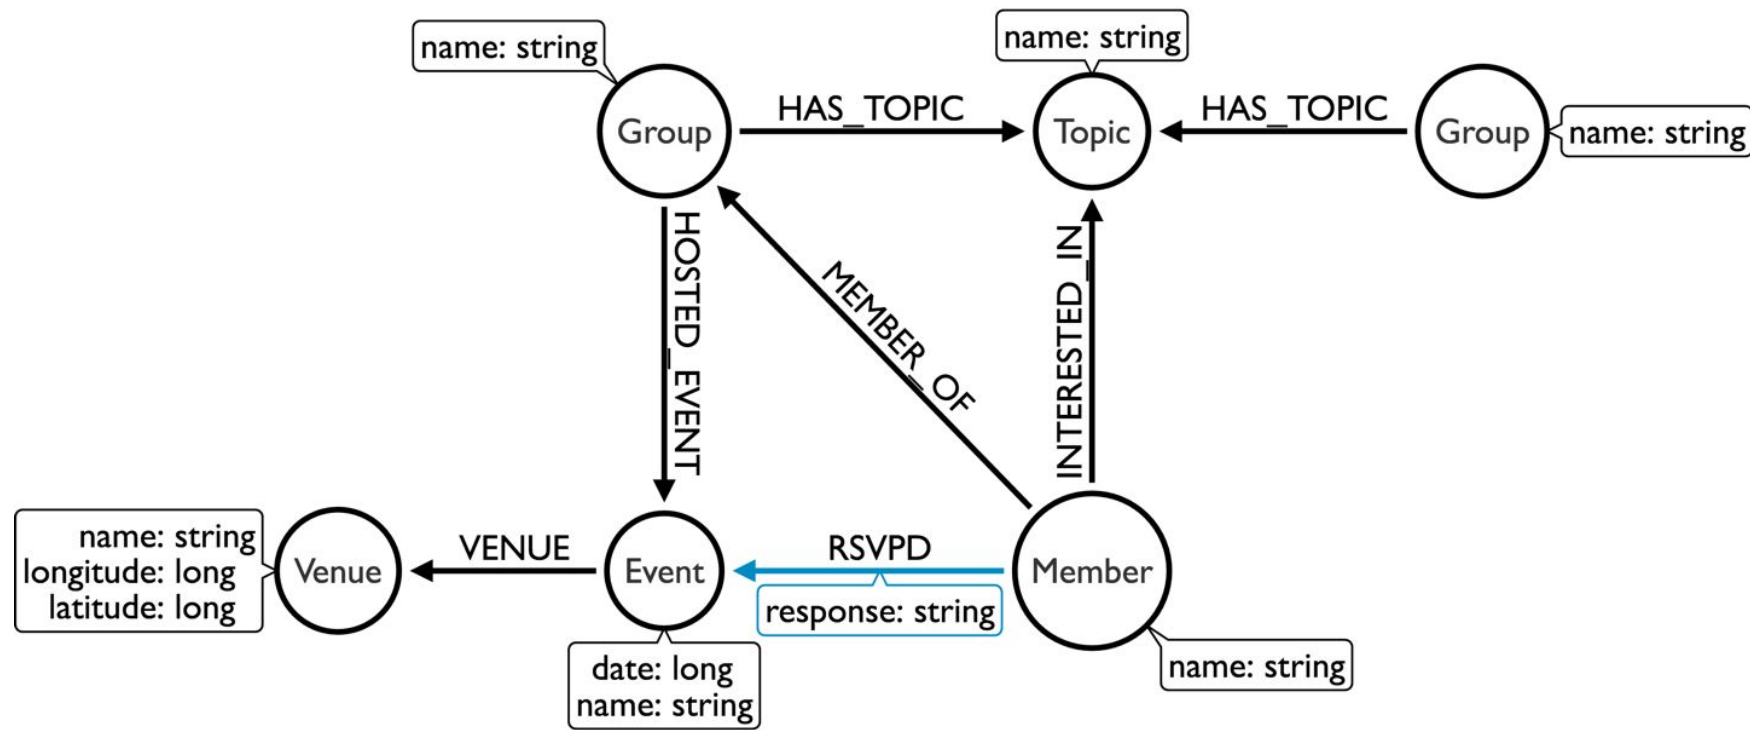 name: string
name: string
Group
HAS_TOPIC
Topic
HAS_TOPIC
Group
name: string
HOSTED_EVENT
MEMBER_OF
INTERESTED_IN
name: string
longitude: long
latitude: long
Venue
VENUE
Event
RSVPD
response: string
Member
date: long
name: string
name: string